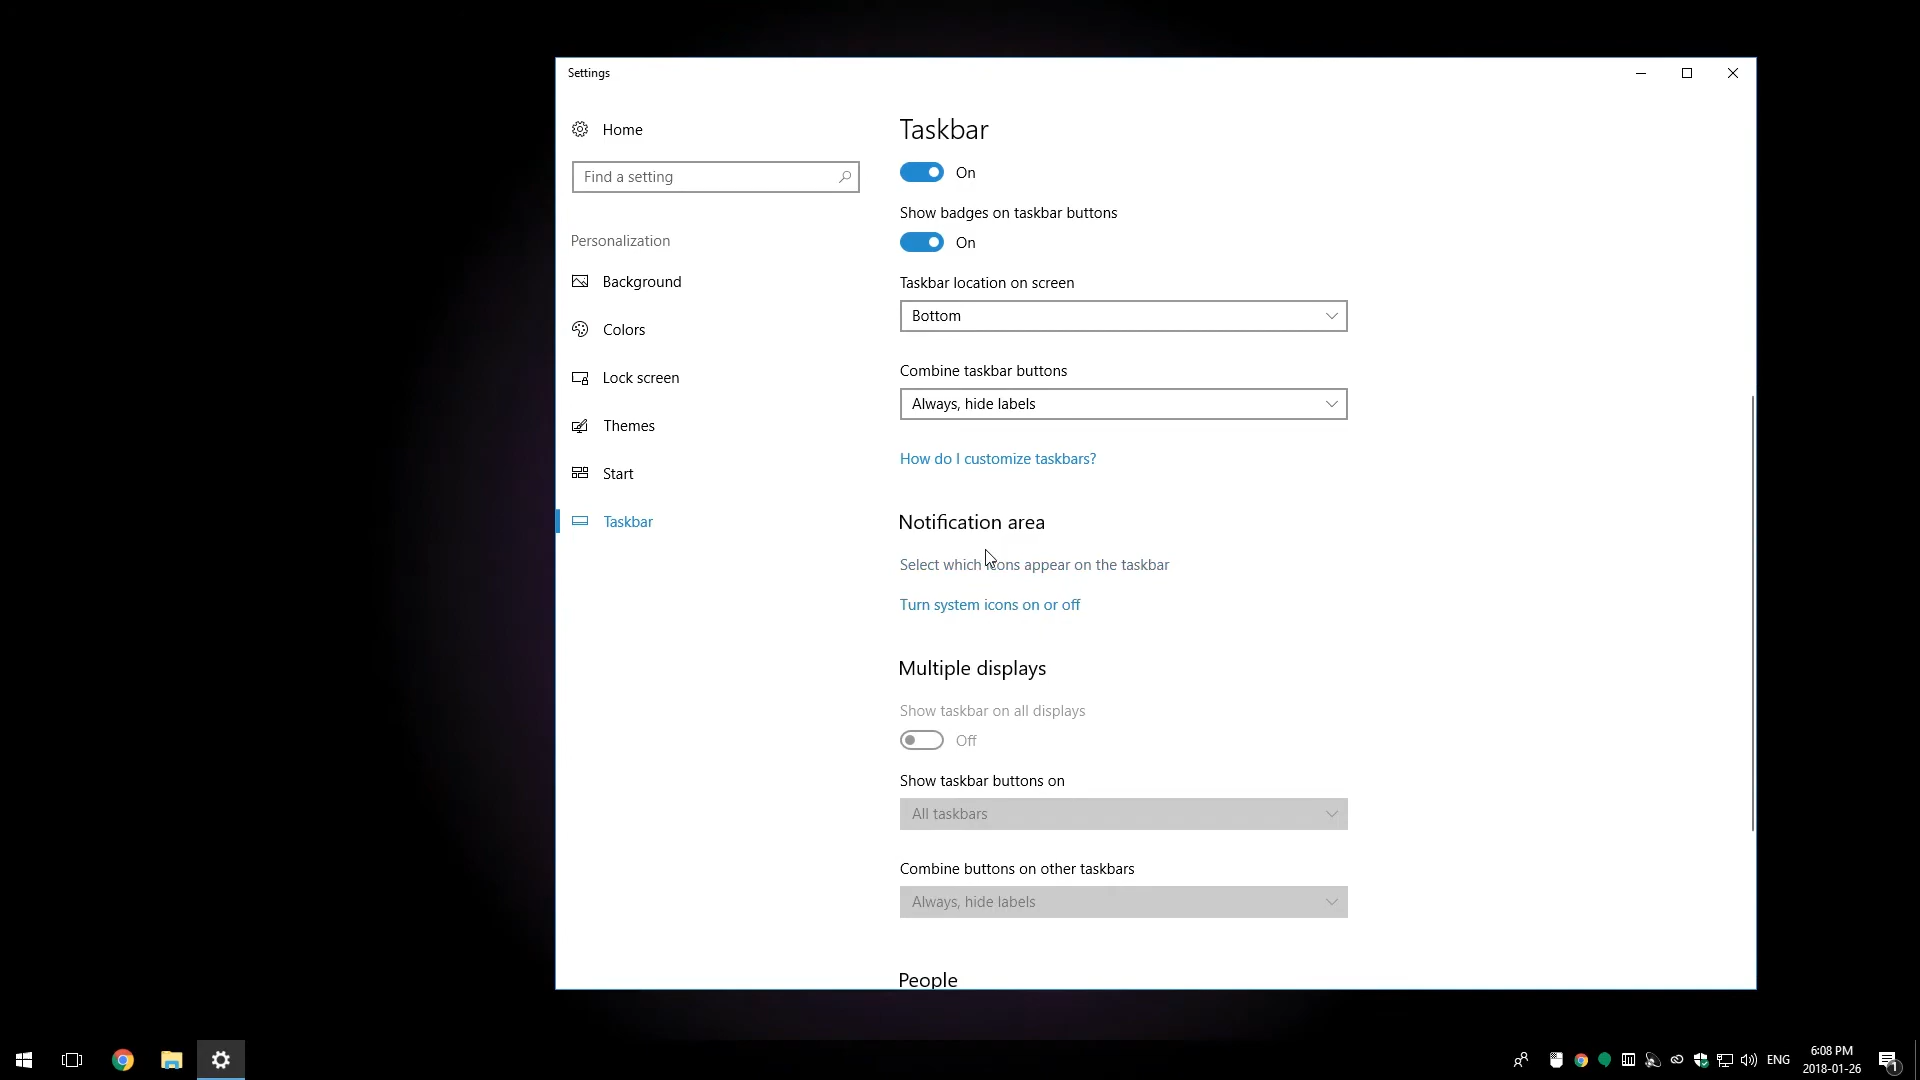 Settings
Home
Find a setting
Personalization
Background
Colors
Lock screen
Themes
Start
Taskbar
Taskbar
On
Show badges on taskbar buttons
On
Taskbar location on screen
Bottom
Combine taskbar buttons
Always, hide labels
How do I customize taskbars?
Notification area
Select which icons appear on the taskbar
Turn system icons on or off
Multiple displays
Show taskbar on all displays
Off
Show taskbar buttons on
All taskbars
Combine buttons on other taskbars
Always, hide labels
People
ENG
6:08 PM
2018-01-26
1